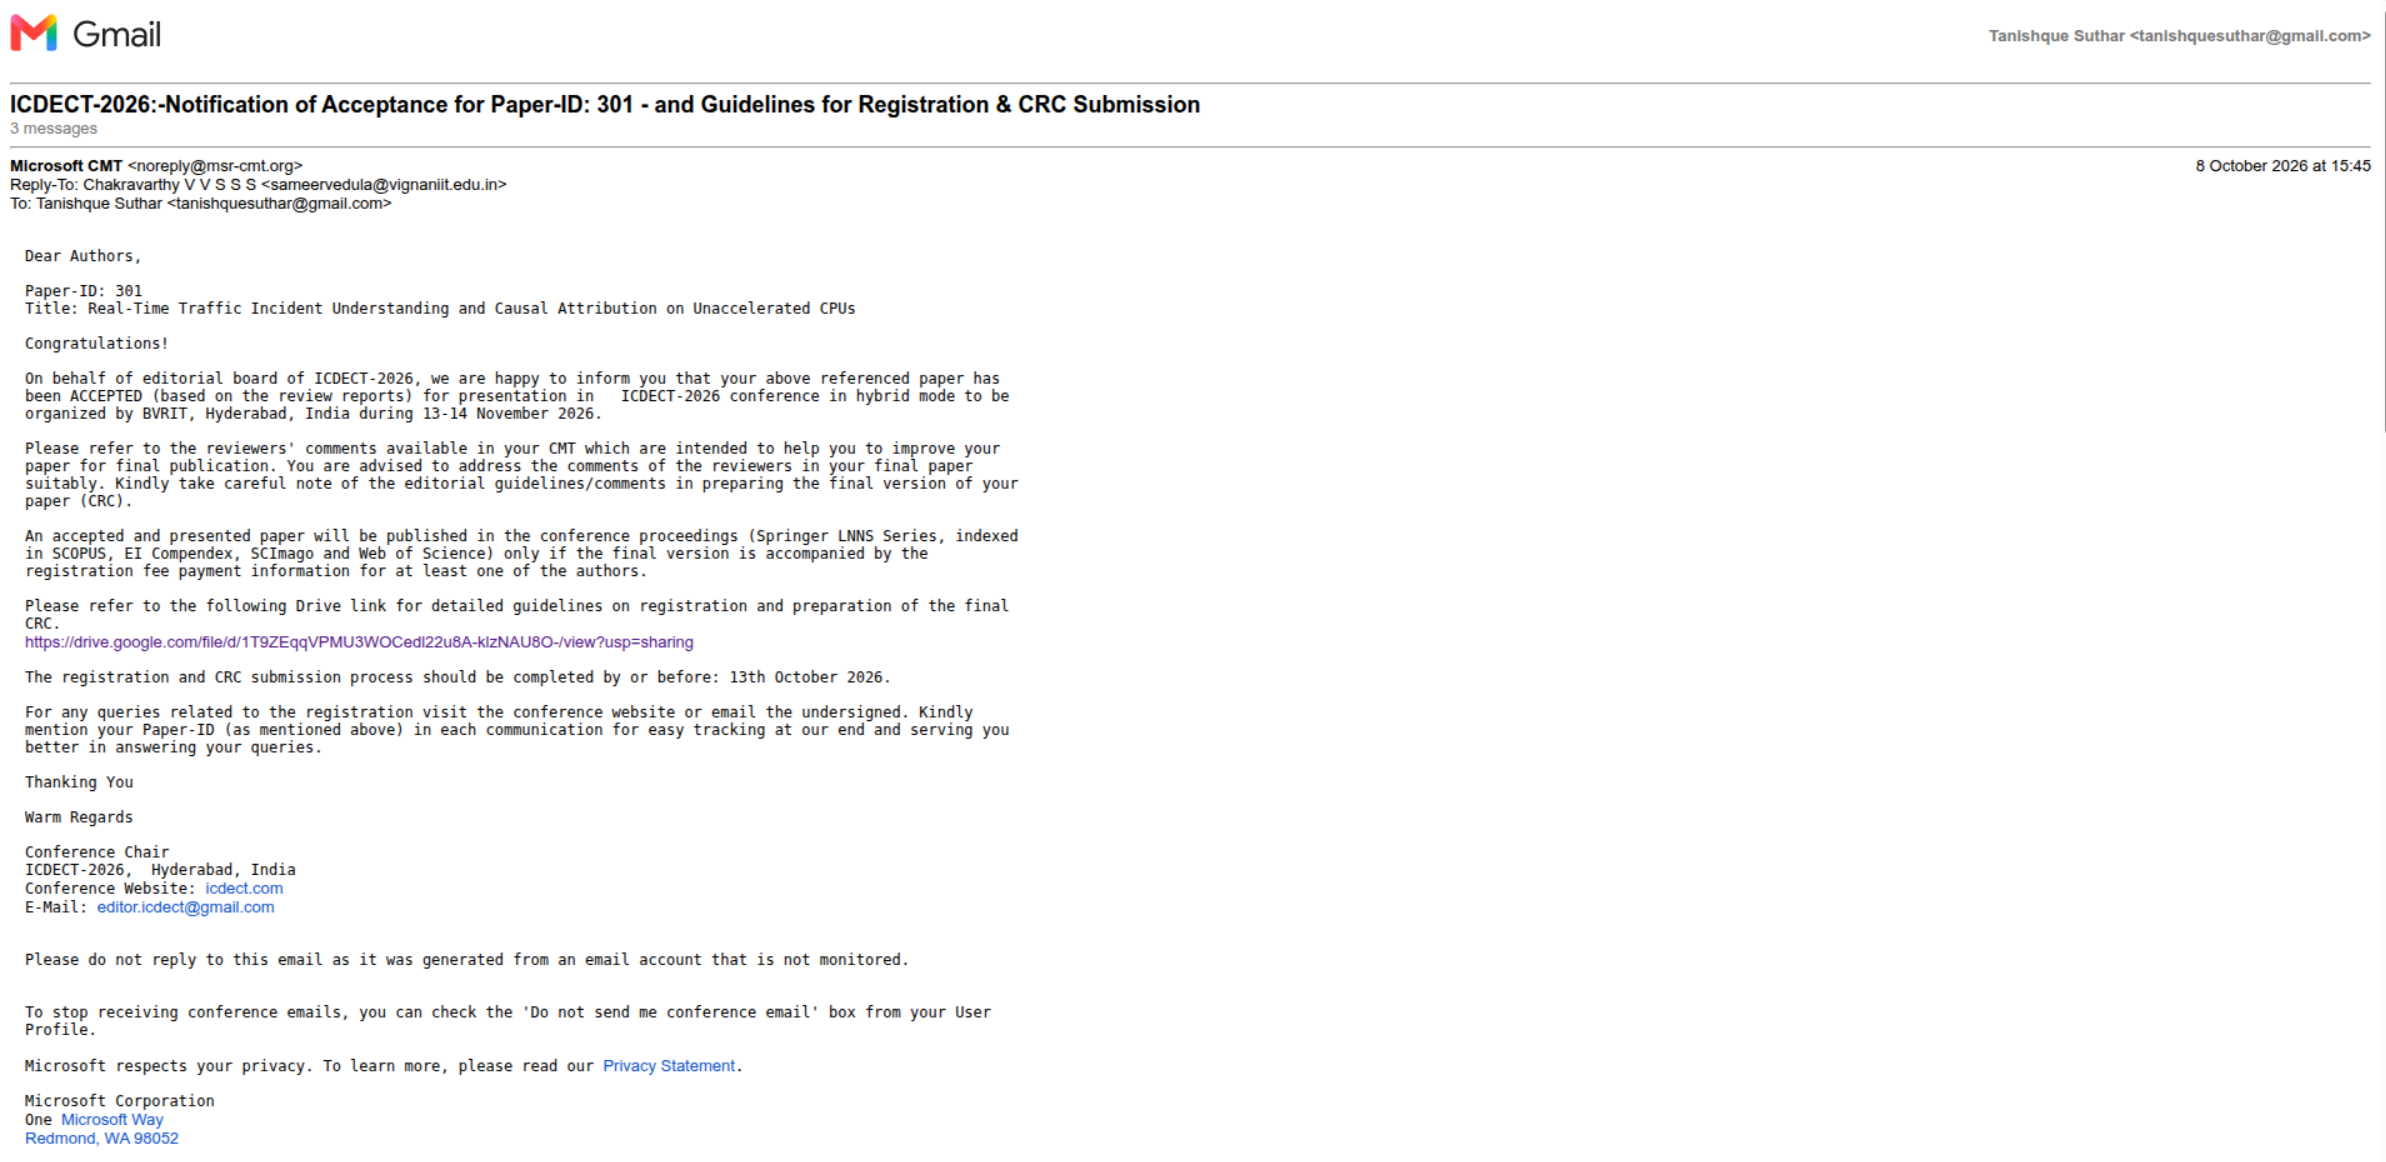 Gmail
Tanishque Suthar <tanishquesuthar@gmail.com>
ICDECT-2026:-Notification of Acceptance for Paper-ID: 301 - and Guidelines for Registration & CRC Submission
3 messages
Microsoft CMT <noreply@msr-cmt.org>
8 October 2026 at 15:45
Reply-To: Chakravarthy V V S S S <sameervedula@vignaniit.edu.in>
To: Tanishque Suthar <tanishquesuthar@gmail.com>
Dear Authors,
Paper-ID: 301
Title: Real-Time Traffic Incident Understanding and Causal Attribution on Unaccelerated CPUs
Congratulations!
On behalf of editorial board of ICDECT-2026, we are happy to inform you that your above referenced paper has
been ACCEPTED (based on the review reports) for presentation in   ICDECT-2026 conference in hybrid mode to be
organized by BVRIT, Hyderabad, India during 13-14 November 2026.
Please refer to the reviewers' comments available in your CMT which are intended to help you to improve your
paper for final publication. You are advised to address the comments of the reviewers in your final paper
suitably. Kindly take careful note of the editorial guidelines/comments in preparing the final version of your
paper (CRC).
An accepted and presented paper will be published in the conference proceedings (Springer LNNS Series, indexed
in SCOPUS, EI Compendex, SCImago and Web of Science) only if the final version is accompanied by the
registration fee payment information for at least one of the authors.
Please refer to the following Drive link for detailed guidelines on registration and preparation of the final
CRC.
https://drive.google.com/file/d/1T9ZEqqVPMU3WOCedl22u8A-klzNAU8O-/view?usp=sharing
The registration and CRC submission process should be completed by or before: 13th October 2026.
For any queries related to the registration visit the conference website or email the undersigned. Kindly
mention your Paper-ID (as mentioned above) in each communication for easy tracking at our end and serving you
better in answering your queries.
Thanking You
Warm Regards
Conference Chair
ICDECT-2026,  Hyderabad, India
Conference Website: icdect.com
E-Mail: editor.icdect@gmail.com
Please do not reply to this email as it was generated from an email account that is not monitored.
To stop receiving conference emails, you can check the 'Do not send me conference email' box from your User
Profile.
Microsoft respects your privacy. To learn more, please read our Privacy Statement.
Microsoft Corporation
One Microsoft Way
Redmond, WA 98052